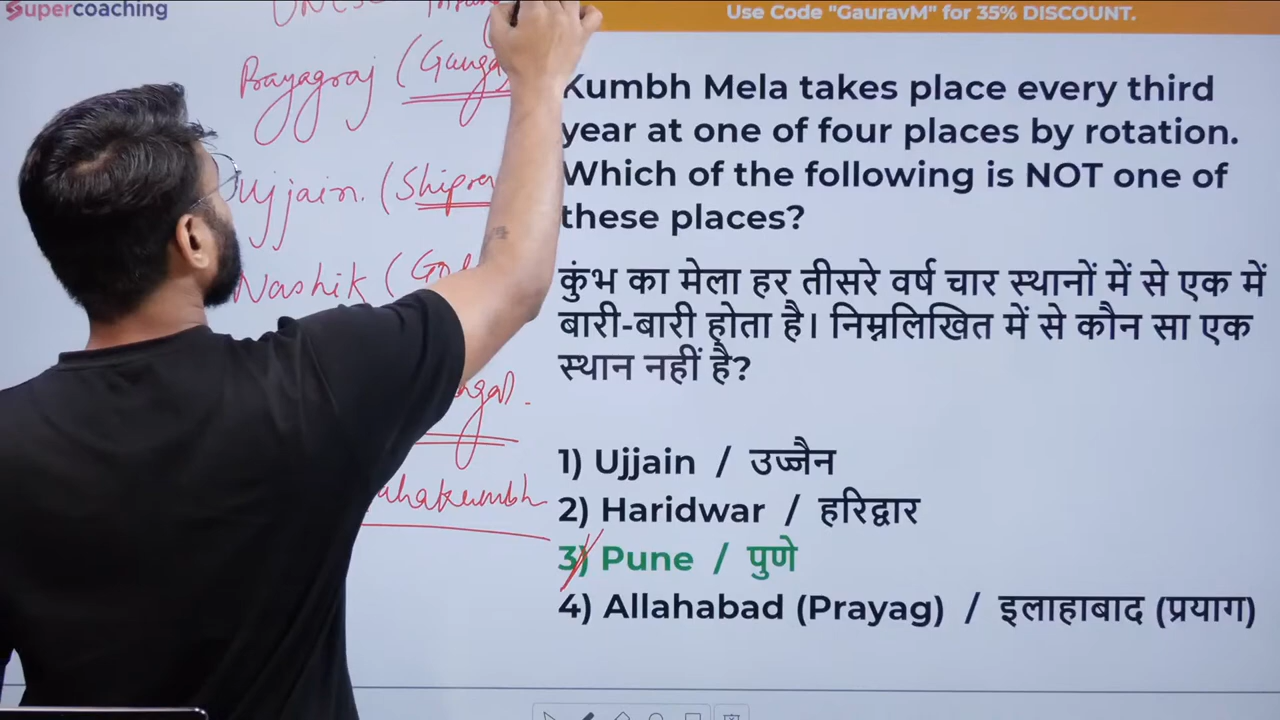 Supercoaching
Use Code "GauravM" for 35% DISCOUNT.
Prayagraj (Ganga
Ujjain. (Shipra
Nashik (God
Mahakumbh
Kumbh Mela takes place every third
year at one of four places by rotation.
Which of the following is NOT one of
these places?
कुंभ का मेला हर तीसरे वर्ष चार स्थानों में से एक में
बारी-बारी होता है। निम्नलिखित में से कौन सा एक
स्थान नहीं है?
1) Ujjain / उज्जैन
2) Haridwar / हरिद्वार
3) Pune / पुणे
4) Allahabad (Prayag) / इलाहाबाद (प्रयाग)